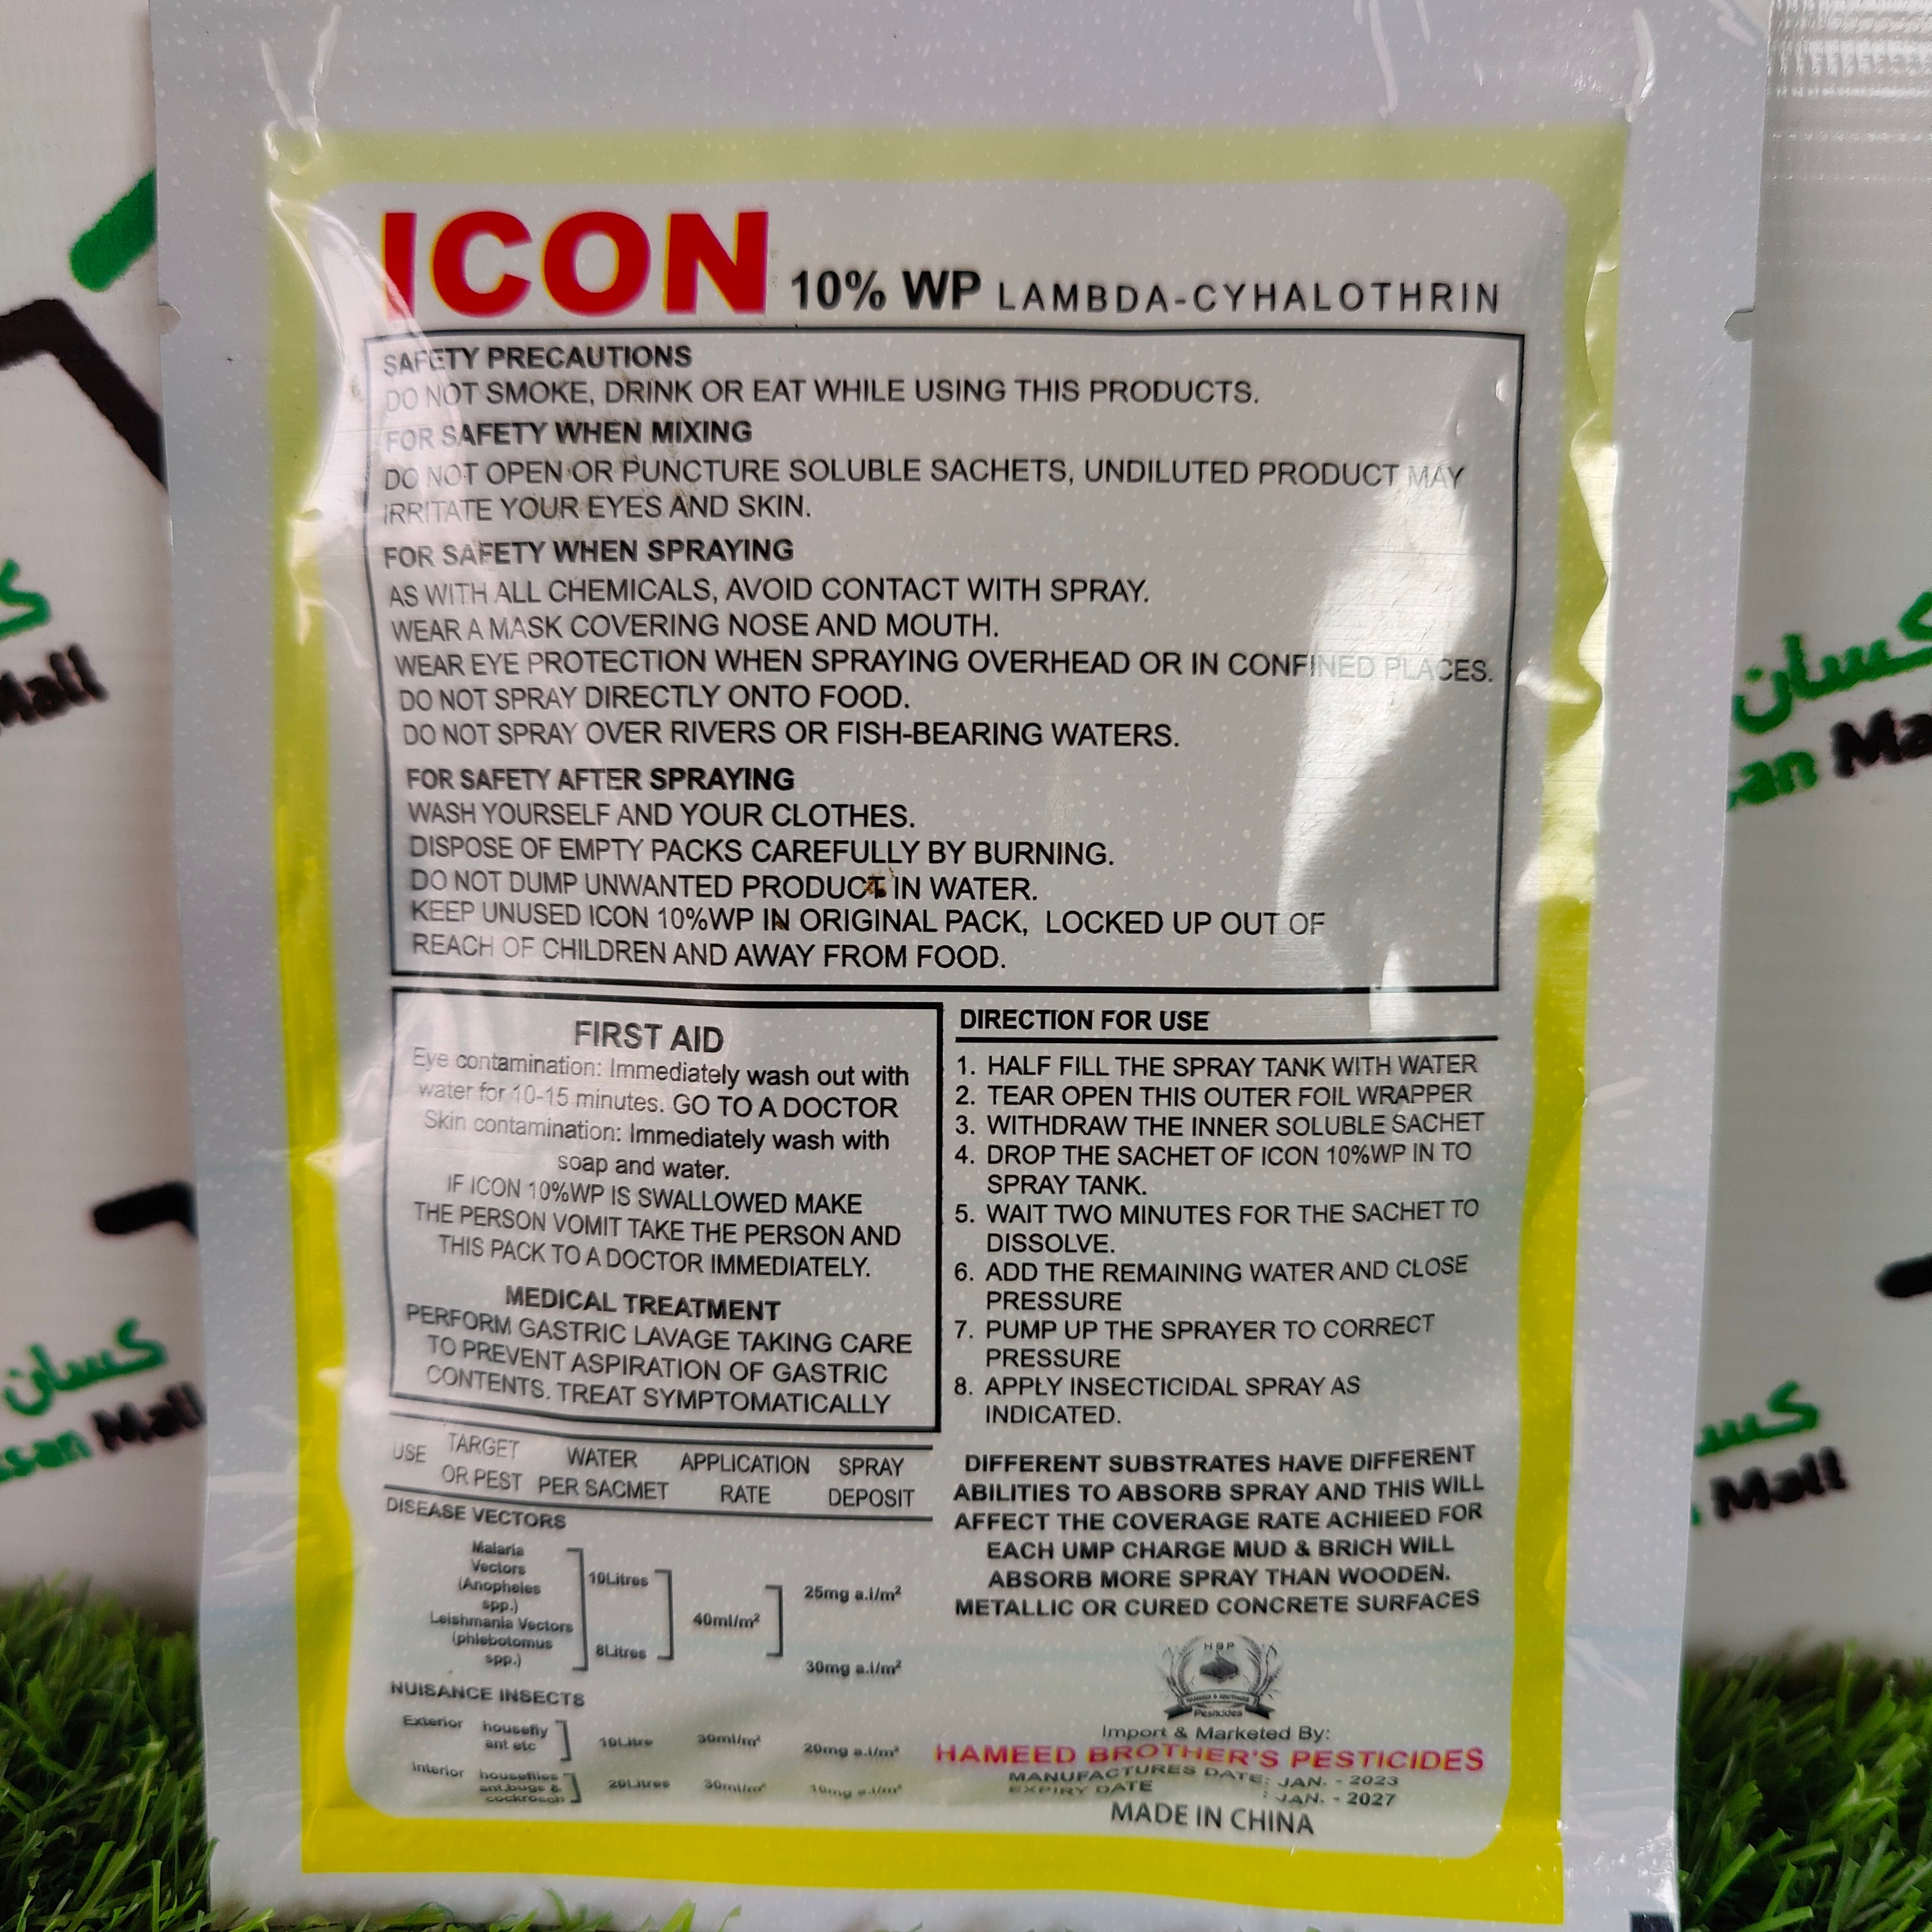 ICON 10% WP LAMBDA-CYHALOTHRIN
SAFETY PRECAUTIONS
DO NOT SMOKE, DRINK OR EAT WHILE USING THIS PRODUCTS.
FOR SAFETY WHEN MIXING
DO NOT OPEN OR PUNCTURE SOLUBLE SACHETS, UNDILUTED PRODUCT MAY
IRRITATE YOUR EYES AND SKIN.
FOR SAFETY WHEN SPRAYING
AS WITH ALL CHEMICALS, AVOID CONTACT WITH SPRAY.
WEAR A MASK COVERING NOSE AND MOUTH.
WEAR EYE PROTECTION WHEN SPRAYING OVERHEAD OR IN CONFINED PLACES.
DO NOT SPRAY DIRECTLY ONTO FOOD.
DO NOT SPRAY OVER RIVERS OR FISH-BEARING WATERS.
FOR SAFETY AFTER SPRAYING
WASH YOURSELF AND YOUR CLOTHES.
DISPOSE OF EMPTY PACKS CAREFULLY BY BURNING.
DO NOT DUMP UNWANTED PRODUCT IN WATER.
KEEP UNUSED ICON 10%WP IN ORIGINAL PACK, LOCKED UP OUT OF
REACH OF CHILDREN AND AWAY FROM FOOD.
FIRST AID
Eye contamination: Immediately wash out with
water for 10-15 minutes. GO TO A DOCTOR
Skin contamination: Immediately wash with
soap and water.
IF ICON 10%WP IS SWALLOWED MAKE
THE PERSON VOMIT TAKE THE PERSON AND
THIS PACK TO A DOCTOR IMMEDIATELY.
MEDICAL TREATMENT
PERFORM GASTRIC LAVAGE TAKING CARE
TO PREVENT ASPIRATION OF GASTRIC
CONTENTS. TREAT SYMPTOMATICALLY
DIRECTION FOR USE
1. HALF FILL THE SPRAY TANK WITH WATER
2. TEAR OPEN THIS OUTER FOIL WRAPPER
3. WITHDRAW THE INNER SOLUBLE SACHET
4. DROP THE SACHET OF ICON 10%WP IN TO
SPRAY TANK.
5. WAIT TWO MINUTES FOR THE SACHET TO
DISSOLVE.
6. ADD THE REMAINING WATER AND CLOSE
PRESSURE
7. PUMP UP THE SPRAYER TO CORRECT
PRESSURE
8. APPLY INSECTICIDAL SPRAY AS
INDICATED.
USE TARGET WATER APPLICATION SPRAY
OR PEST PER SACMET RATE DEPOSIT
DISEASE VECTORS
Malaria
Vectors
(Anopheles
spp.)
Leishmania Vectors
(phlebotomus
spp.)
10Litres
8Litres
40ml/m²
25mg a.i/m²
30mg a.i/m²
NUISANCE INSECTS
Exterior housefly
ant etc
10Litre 30ml/m² 20mg a.i/m²
Interior houseflies
ant,bugs &
cockroach
20Litres 30ml/m² 10mg a.i/m²
DIFFERENT SUBSTRATES HAVE DIFFERENT
ABILITIES TO ABSORB SPRAY AND THIS WILL
AFFECT THE COVERAGE RATE ACHIEED FOR
EACH UMP CHARGE MUD & BRICH WILL
ABSORB MORE SPRAY THAN WOODEN.
METALLIC OR CURED CONCRETE SURFACES
HBP
Pesticides
Import & Marketed By:
HAMEED BROTHER'S PESTICIDES
MANUFACTURES DATE: JAN. - 2023
EXPIRY DATE : JAN. - 2027
MADE IN CHINA
Mall
کسان
Mall
کسان
Mall